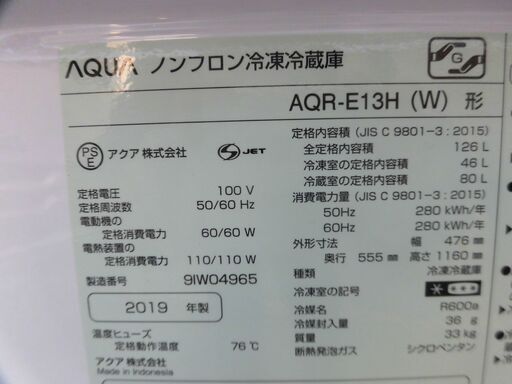 AQUA ノンフロン冷凍冷蔵庫
G
AQR-E13H (W) 形
PS
E
アクア株式会社
S JET
定格電圧 100 V
定格周波数 50/60 Hz
電動機の
定格消費電力 60/60 W
電熱装置の
定格消費電力 110/110 W
製造番号 9IW04965
2019 年製
温度ヒューズ
定格動作温度 76℃
アクア株式会社
Made in Indonesia
定格内容積 (JIS C 9801-3 : 2015)
全定格内容積 126 L
冷凍室の定格内容積 46 L
冷蔵室の定格内容積 80 L
消費電力量 (JIS C 9801-3 : 2015)
50Hz 280 kWh/年
60Hz 280 kWh/年
外形寸法 幅 476 ㎜
奥行 555 ㎜ 高さ 1160 ㎜
種類 冷凍冷蔵庫
冷凍室の記号
冷媒名 R600a
冷媒封入量 36 g
質量 33 kg
断熱発泡ガス シクロペンタン